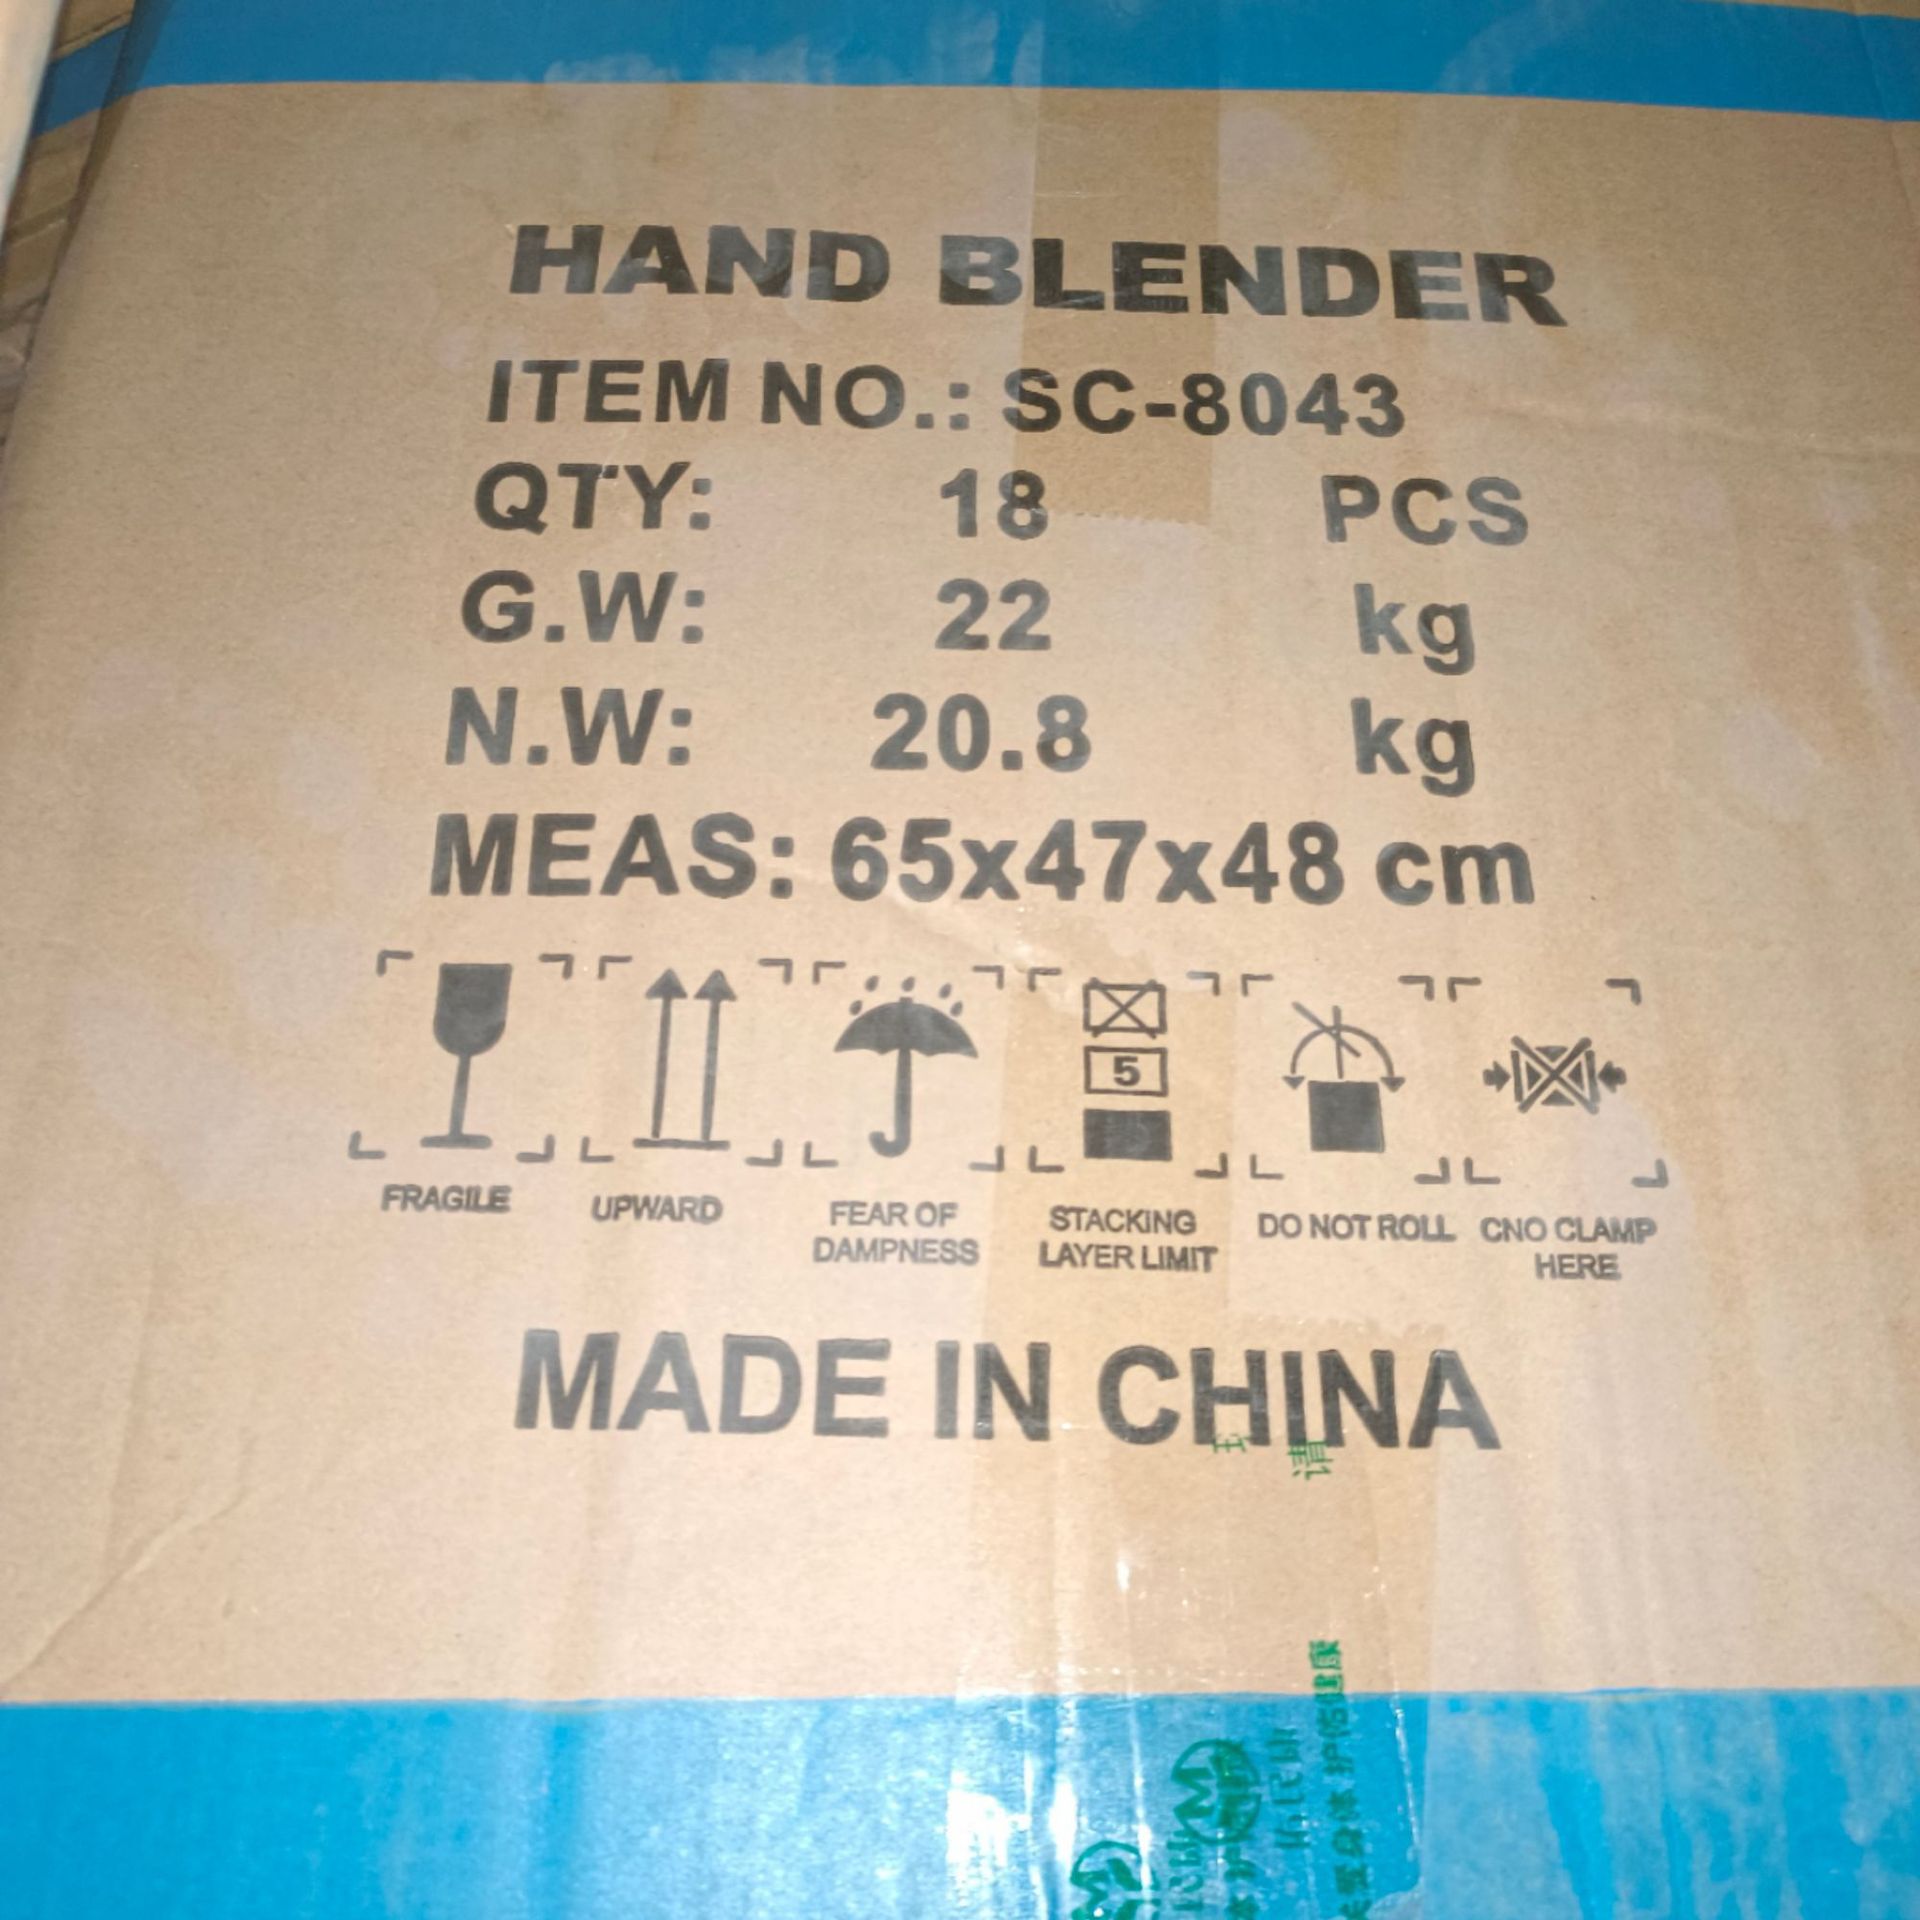 HAND BLENDER
ITEM NO.: SC-8043
QTY: 18 PCS
G.W: 22 kg
N.W: 20.8 kg
MEAS: 65x47x48 cm
5
FRAGILE UPWARD FEAR OF DAMPNESS STACKING LAYER LIMIT DO NOT ROLL CNO CLAMP HERE
MADE IN CHINA
请